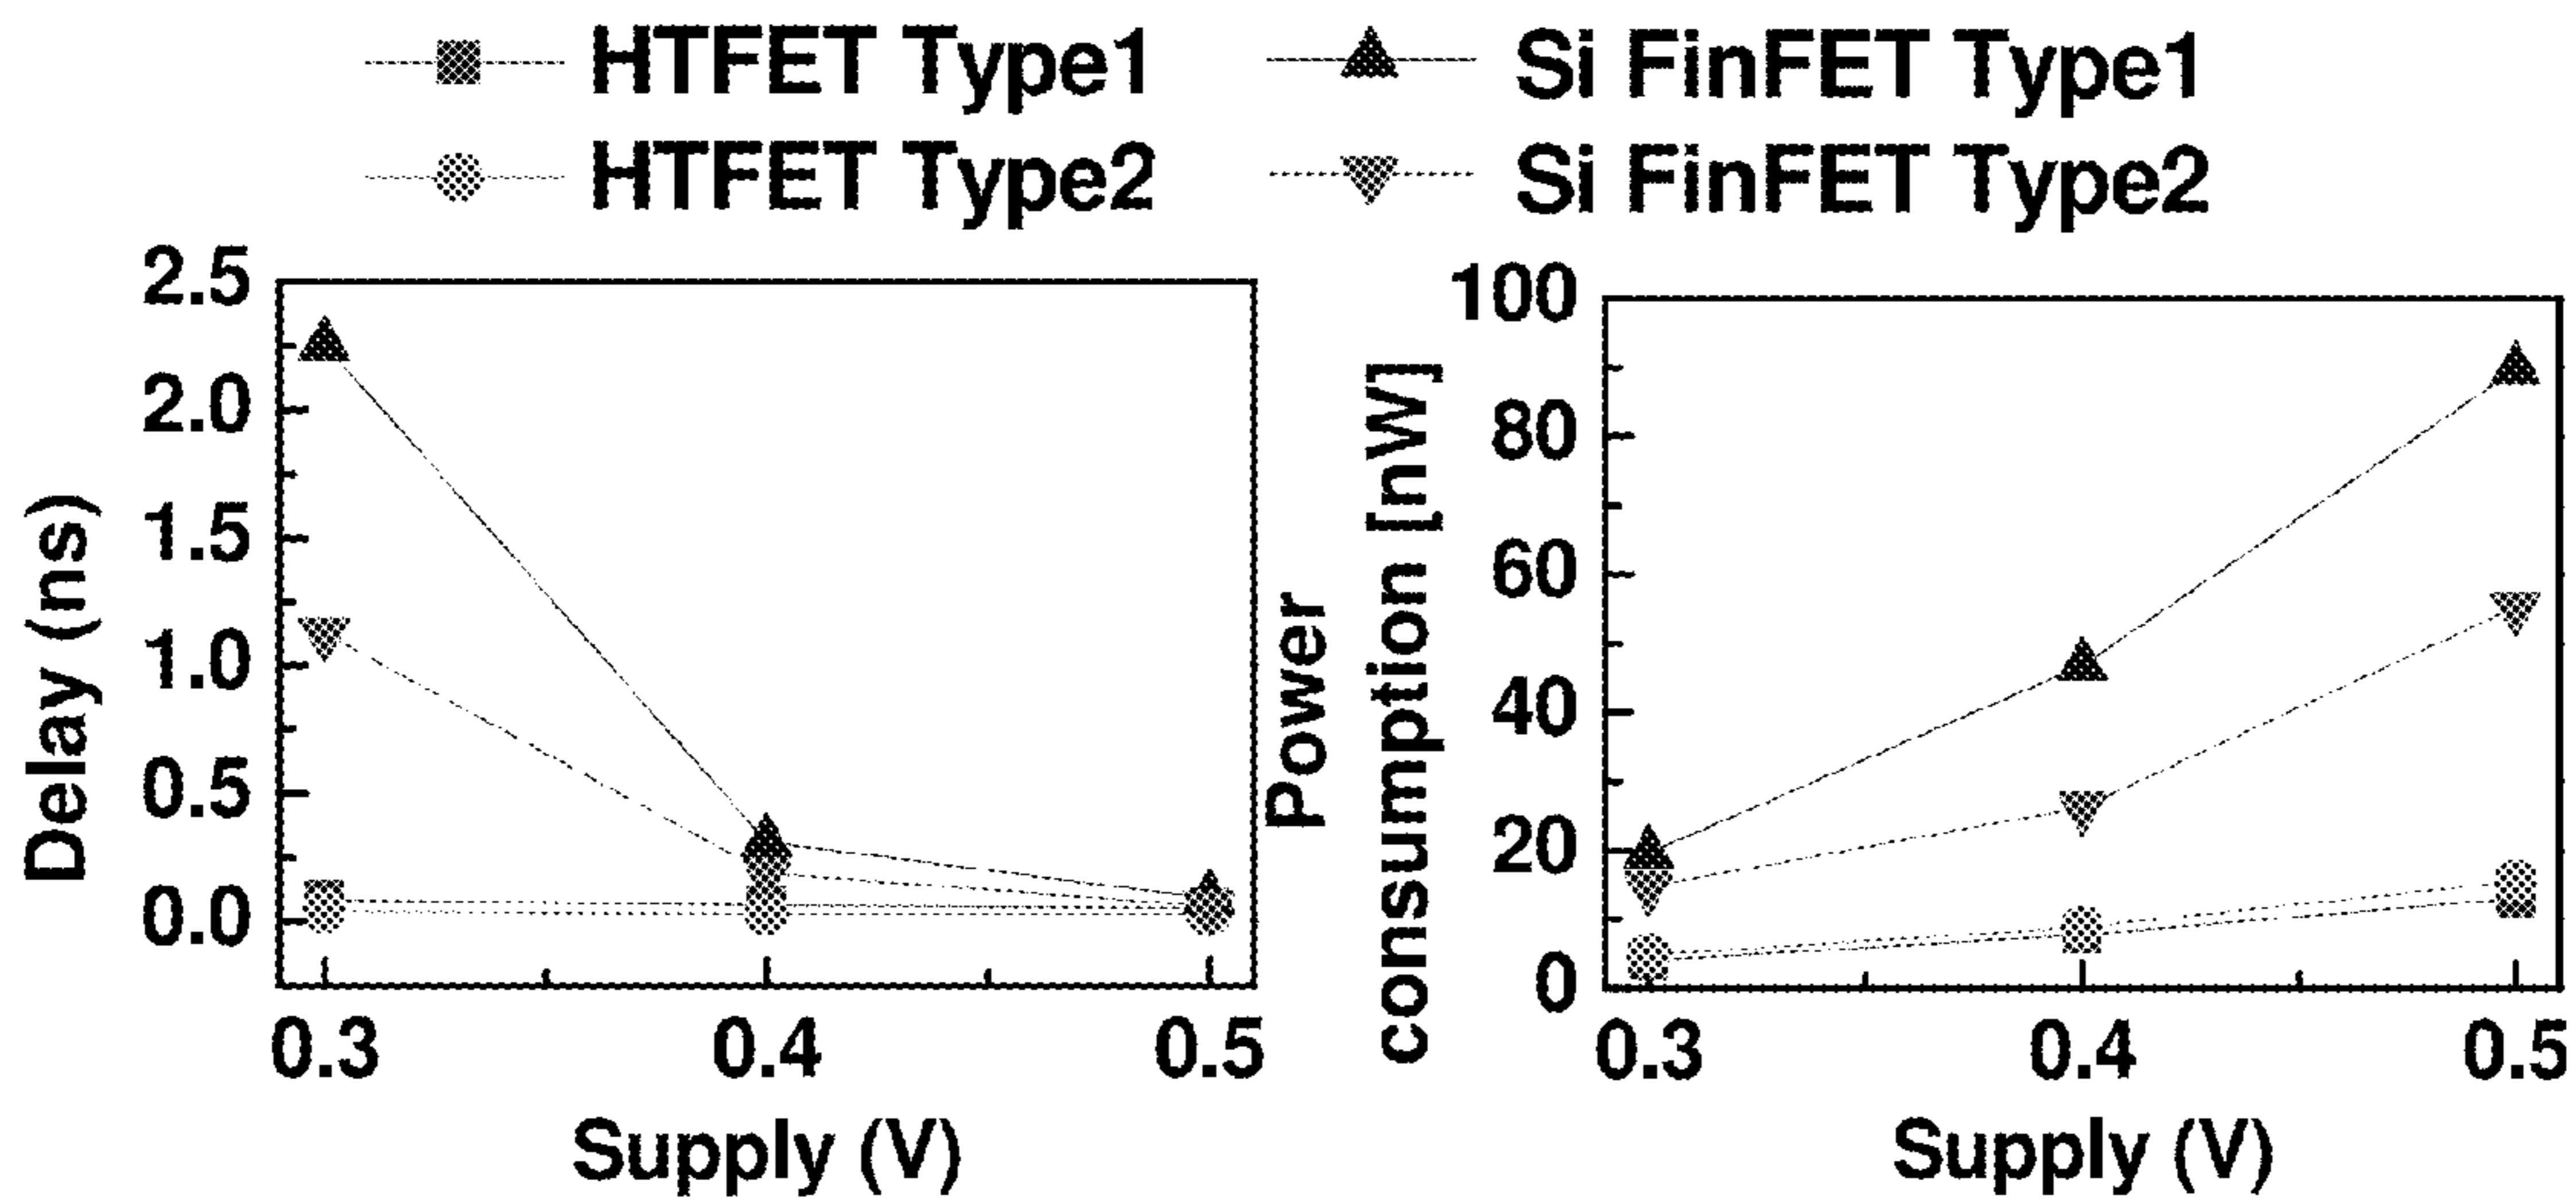 HTFET Type1
Si FinFET Type1
HTFET Type2
Si FinFET Type2
Delay (ns)
2.5
2.0
1.5
1.0
0.5
0.0
0.3 0.4 0.5
Supply (V)
Power
consumption [nW]
100
80
60
40
20
0
0.3 0.4 0.5
Supply (V)